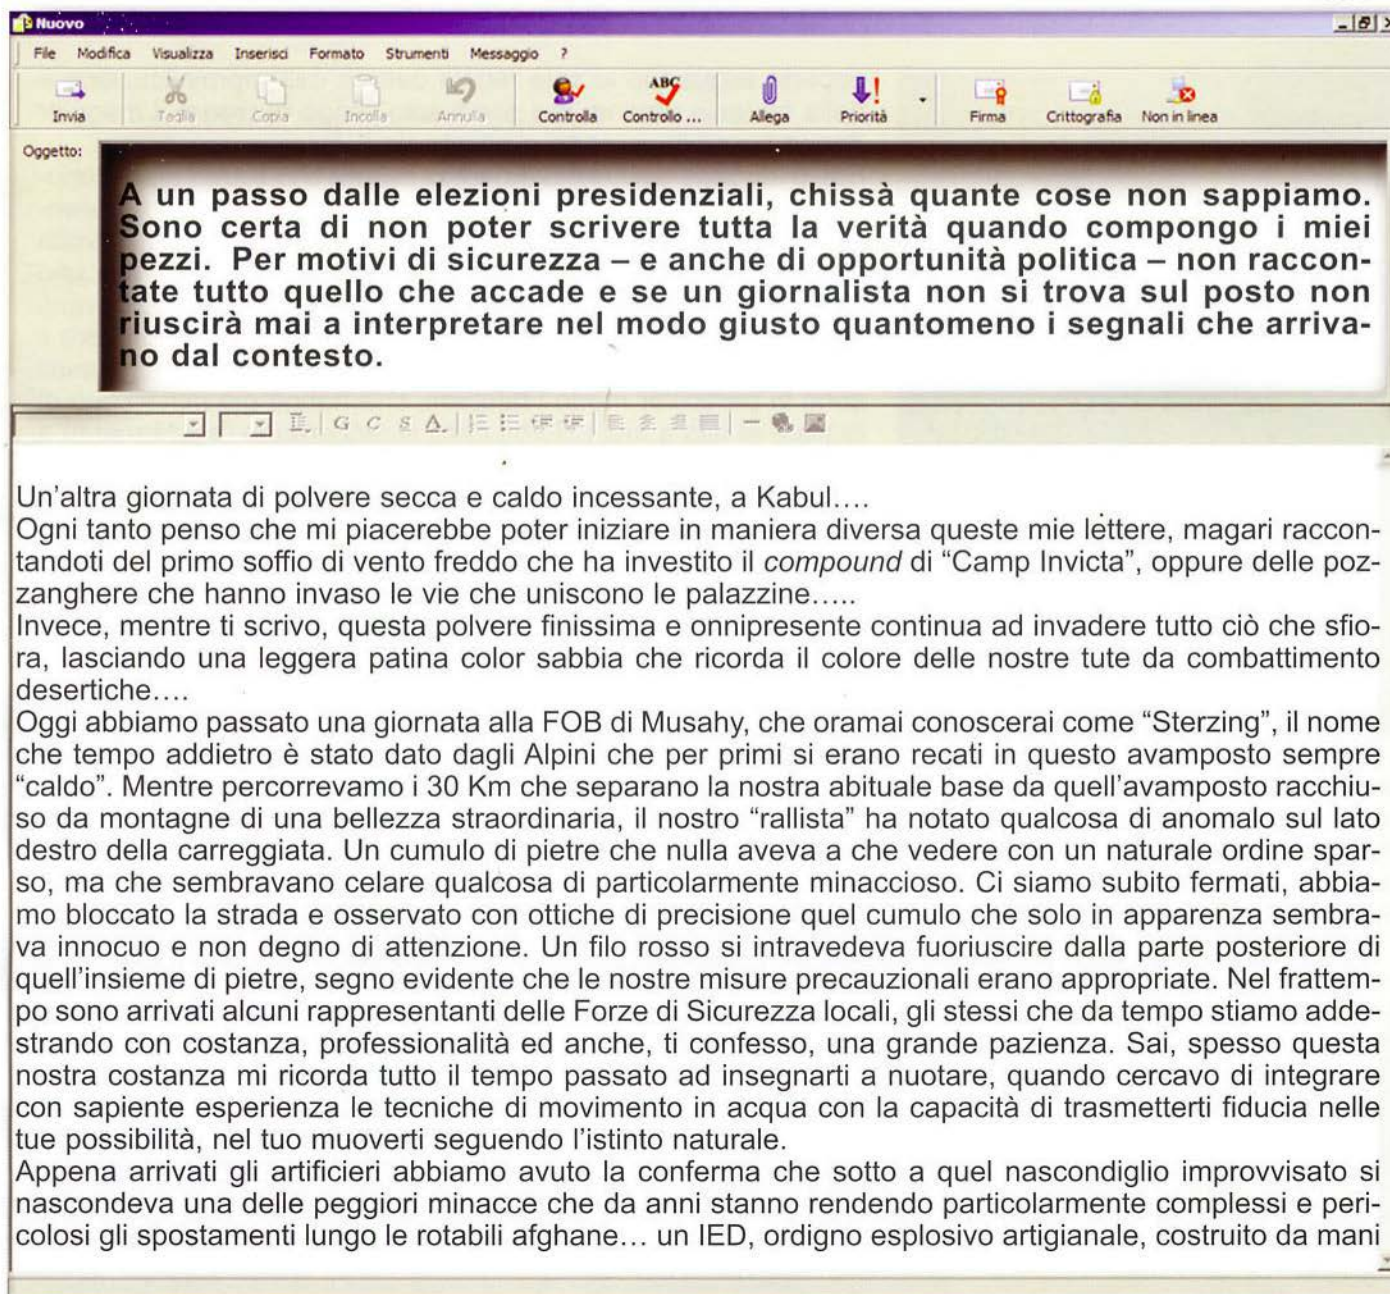 Nuovo
File Modifica Visualizza Inserisci Formato Strumenti Messaggio ?
Invia Taglia Copia Incolla Annulla Controlla Controllo ... Allega Priorità Firma Crittografia Non in linea
ABC
Oggetto:
A un passo dalle elezioni presidenziali, chissà quante cose non sappiamo.
Sono certa di non poter scrivere tutta la verità quando compongo i miei
pezzi. Per motivi di sicurezza – e anche di opportunità politica – non raccon-
tate tutto quello che accade e se un giornalista non si trova sul posto non
riuscirà mai a interpretare nel modo giusto quantomeno i segnali che arriva-
no dal contesto.
G C S A
Un'altra giornata di polvere secca e caldo incessante, a Kabul....
Ogni tanto penso che mi piacerebbe poter iniziare in maniera diversa queste mie lettere, magari raccon-
tandoti del primo soffio di vento freddo che ha investito il compound di “Camp Invicta”, oppure delle poz-
zanghere che hanno invaso le vie che uniscono le palazzine.....
Invece, mentre ti scrivo, questa polvere finissima e onnipresente continua ad invadere tutto ciò che sfio-
ra, lasciando una leggera patina color sabbia che ricorda il colore delle nostre tute da combattimento
desertiche....
Oggi abbiamo passato una giornata alla FOB di Musahy, che oramai conoscerai come “Sterzing”, il nome
che tempo addietro è stato dato dagli Alpini che per primi si erano recati in questo avamposto sempre
“caldo”. Mentre percorrevamo i 30 Km che separano la nostra abituale base da quell'avamposto racchiu-
so da montagne di una bellezza straordinaria, il nostro “rallista” ha notato qualcosa di anomalo sul lato
destro della carreggiata. Un cumulo di pietre che nulla aveva a che vedere con un naturale ordine spar-
so, ma che sembravano celare qualcosa di particolarmente minaccioso. Ci siamo subito fermati, abbia-
mo bloccato la strada e osservato con ottiche di precisione quel cumulo che solo in apparenza sembra-
va innocuo e non degno di attenzione. Un filo rosso si intravedeva fuoriuscire dalla parte posteriore di
quell'insieme di pietre, segno evidente che le nostre misure precauzionali erano appropriate. Nel frattem-
po sono arrivati alcuni rappresentanti delle Forze di Sicurezza locali, gli stessi che da tempo stiamo adde-
strando con costanza, professionalità ed anche, ti confesso, una grande pazienza. Sai, spesso questa
nostra costanza mi ricorda tutto il tempo passato ad insegnarti a nuotare, quando cercavo di integrare
con sapiente esperienza le tecniche di movimento in acqua con la capacità di trasmetterti fiducia nelle
tue possibilità, nel tuo muoverti seguendo l'istinto naturale.
Appena arrivati gli artificieri abbiamo avuto la conferma che sotto a quel nascondiglio improvvisato si
nascondeva una delle peggiori minacce che da anni stanno rendendo particolarmente complessi e peri-
colosi gli spostamenti lungo le rotabili afghane... un IED, ordigno esplosivo artigianale, costruito da mani